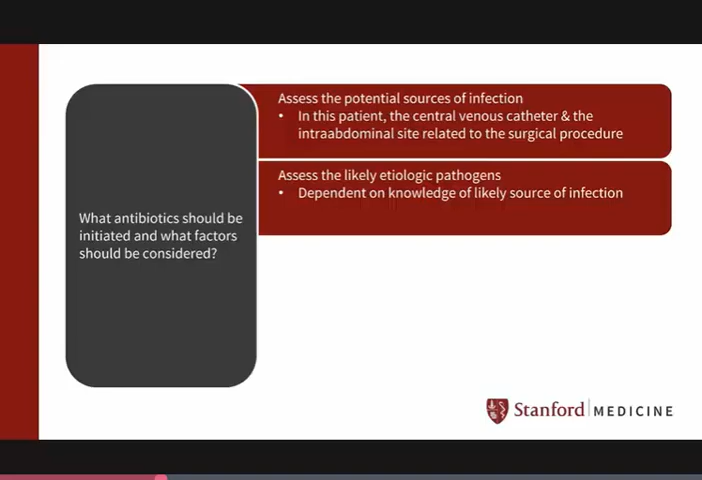 What antibiotics should be
initiated and what factors
should be considered?
Assess the potential sources of infection
• In this patient, the central venous catheter & the
intraabdominal site related to the surgical procedure
Assess the likely etiologic pathogens
• Dependent on knowledge of likely source of infection
Stanford MEDICINE